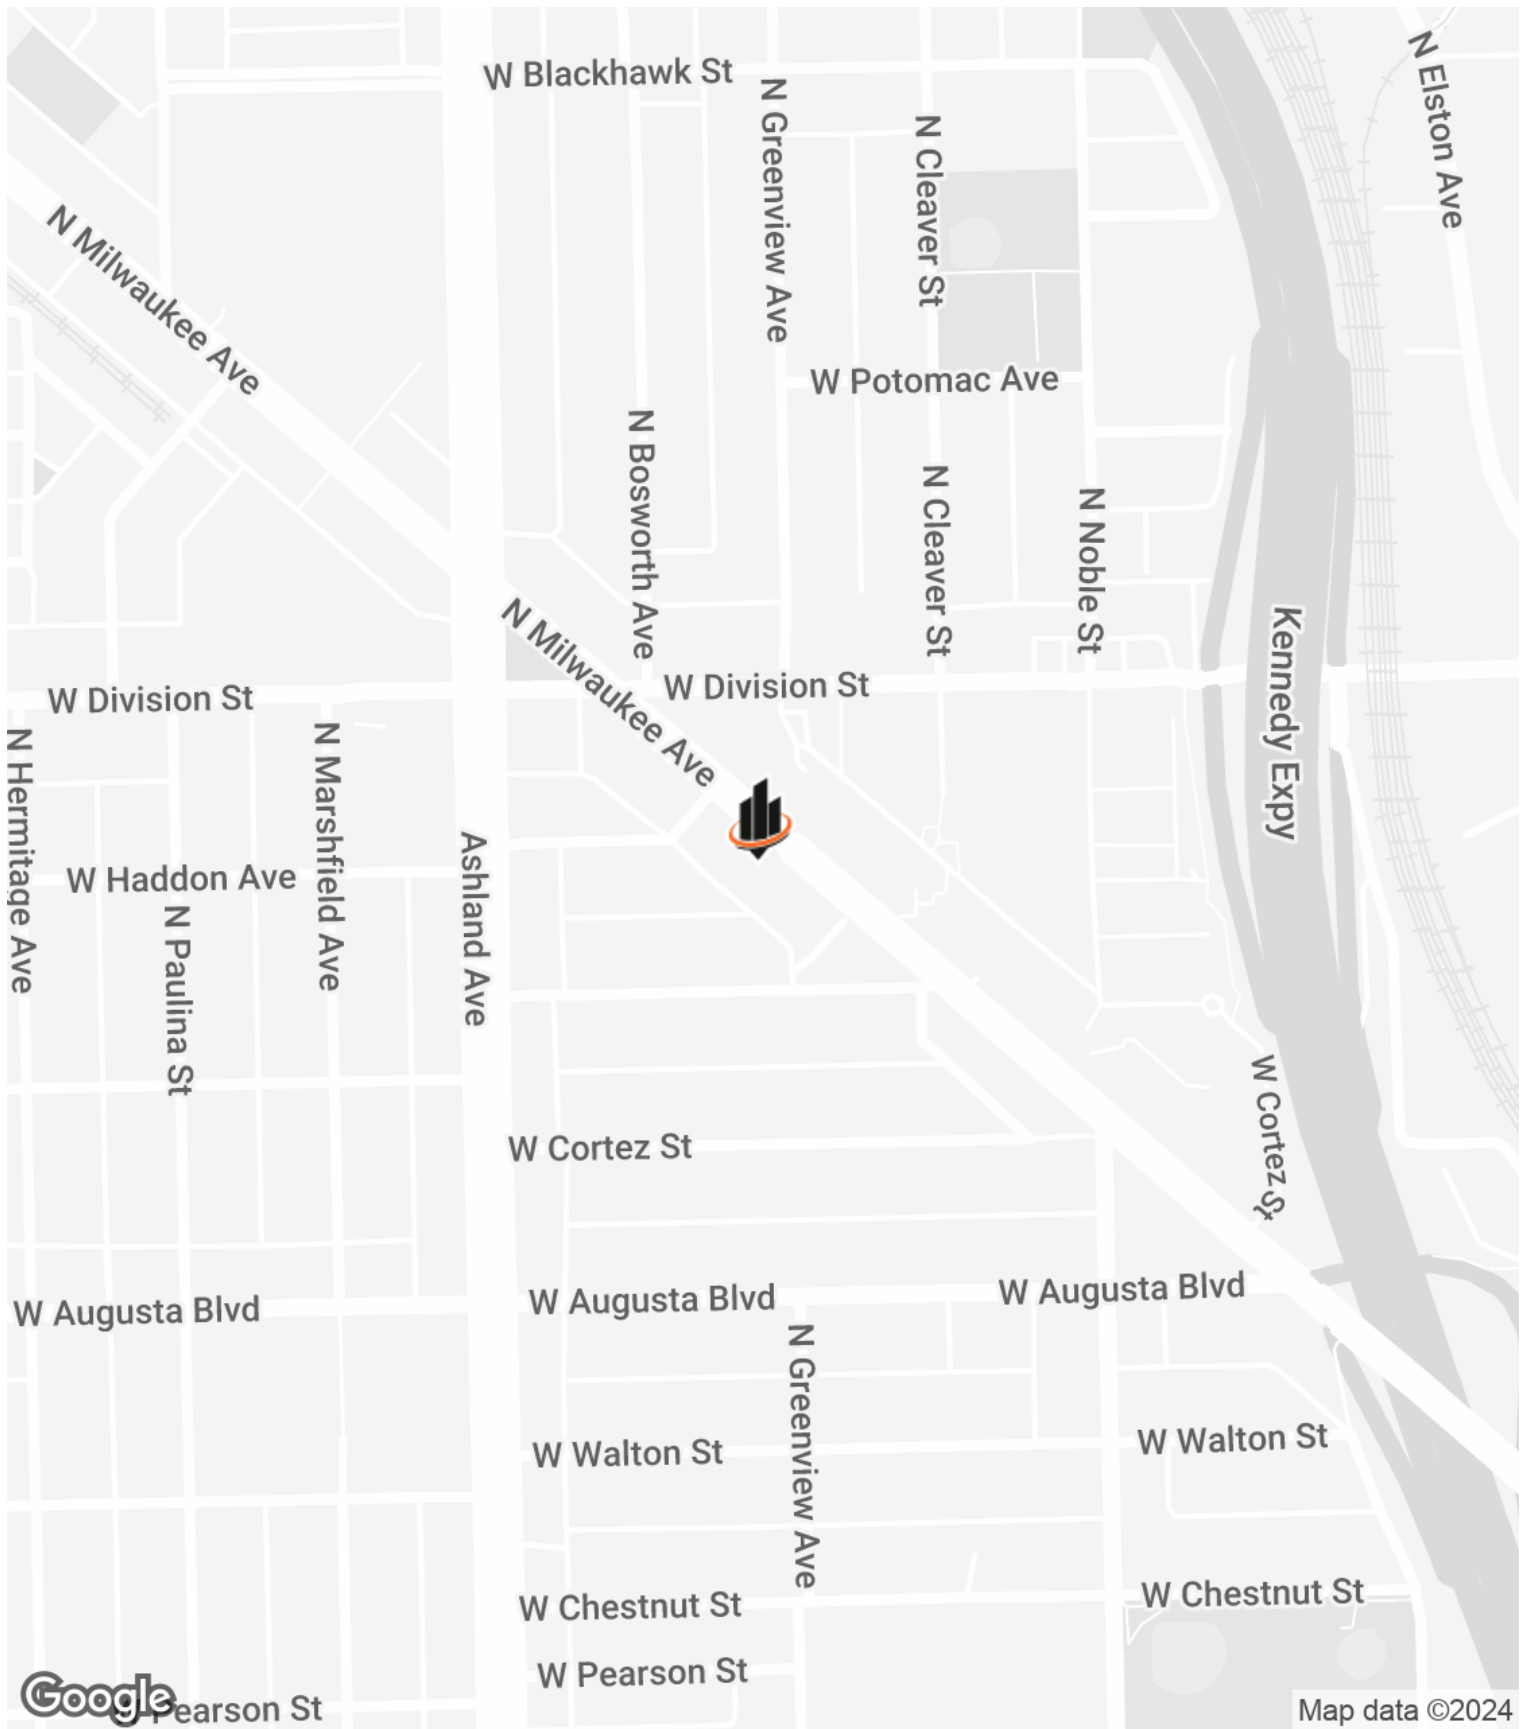 W Blackhawk St
N Elston Ave
N Greenview Ave
N Cleaver St
N Milwaukee Ave
W Potomac Ave
N Bosworth Ave
N Cleaver St
N Noble St
N Milwaukee Ave
Kennedy Expy
W Division St
W Division St
N Hermitage Ave
N Marshfield Ave
Ashland Ave
W Haddon Ave
N Paulina St
W Cortez St
W Cortez St
W Augusta Blvd
W Augusta Blvd
W Augusta Blvd
N Greenview Ave
W Walton St
W Walton St
W Chestnut St
W Chestnut St
W Pearson St
Google
W Pearson St
Map data ©2024